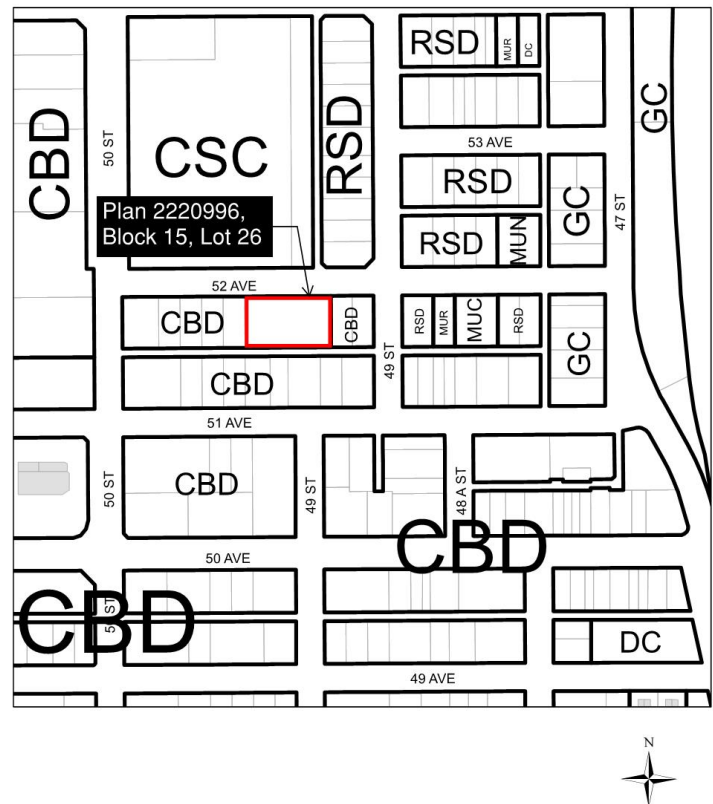 RSD
MUR
DC
CBD
50 ST
CSC
RSD
GC
53 AVE
RSD
GC
47 ST
Plan 2220996,
Block 15, Lot 26
RSD
MUN
52 AVE
CBD
CBD
49 ST
RSD
MUR
MUC
RSD
GC
CBD
51 AVE
50 ST
CBD
49 ST
48 A ST
CBD
50 AVE
CBD
DC
49 AVE
N